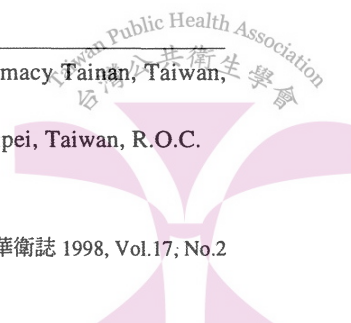 Taiwan Public Health Association
台灣公共衛生學會
macy Tainan, Taiwan,
pei, Taiwan, R.O.C.
華衛誌 1998, Vol.17, No.2